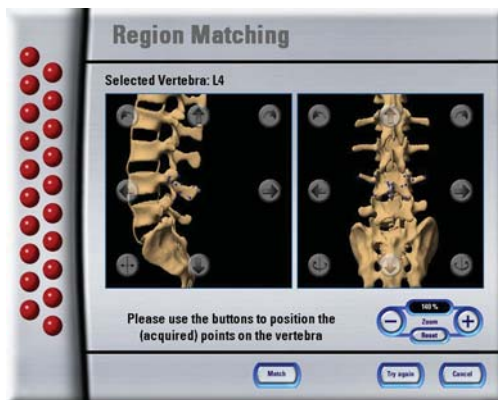 Region Matching
Selected Vertebra: L4
Please use the buttons to position the
(acquired) points on the vertebra
140 %
Zoom
Reset
Match
Try again
Cancel